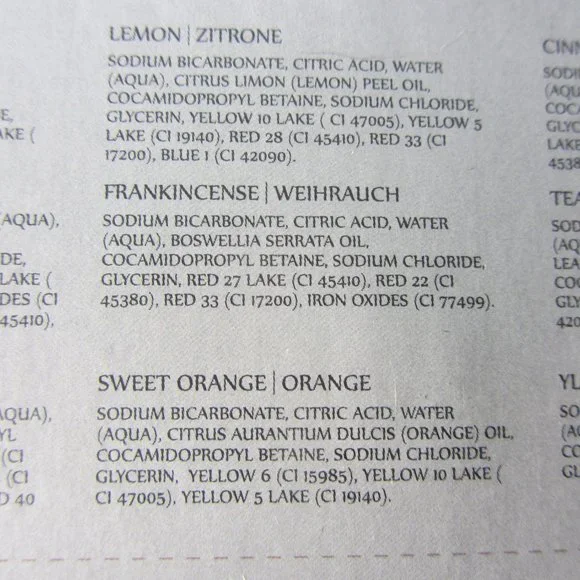 LEMON | ZITRONE
SODIUM BICARBONATE, CITRIC ACID, WATER
(AQUA), CITRUS LIMON (LEMON) PEEL OIL,
COCAMIDOPROPYL BETAINE, SODIUM CHLORIDE,
GLYCERIN, YELLOW 10 LAKE ( CI 47005), YELLOW 5
LAKE (CI 19140), RED 28 (CI 45410), RED 33 (CI
17200), BLUE 1 (CI 42090).
FRANKINCENSE | WEIHRAUCH
SODIUM BICARBONATE, CITRIC ACID, WATER
(AQUA), BOSWELLIA SERRATA OIL,
COCAMIDOPROPYL BETAINE, SODIUM CHLORIDE,
GLYCERIN, RED 27 LAKE (CI 45410), RED 22 (CI
45380), RED 33 (CI 17200), IRON OXIDES (CI 77499).
SWEET ORANGE | ORANGE
SODIUM BICARBONATE, CITRIC ACID, WATER
(AQUA), CITRUS AURANTIUM DULCIS (ORANGE) OIL,
COCAMIDOPROPYL BETAINE, SODIUM CHLORIDE,
GLYCERIN, YELLOW 6 (CI 15985), YELLOW 10 LAKE (
CI 47005), YELLOW 5 LAKE (CI 19140).